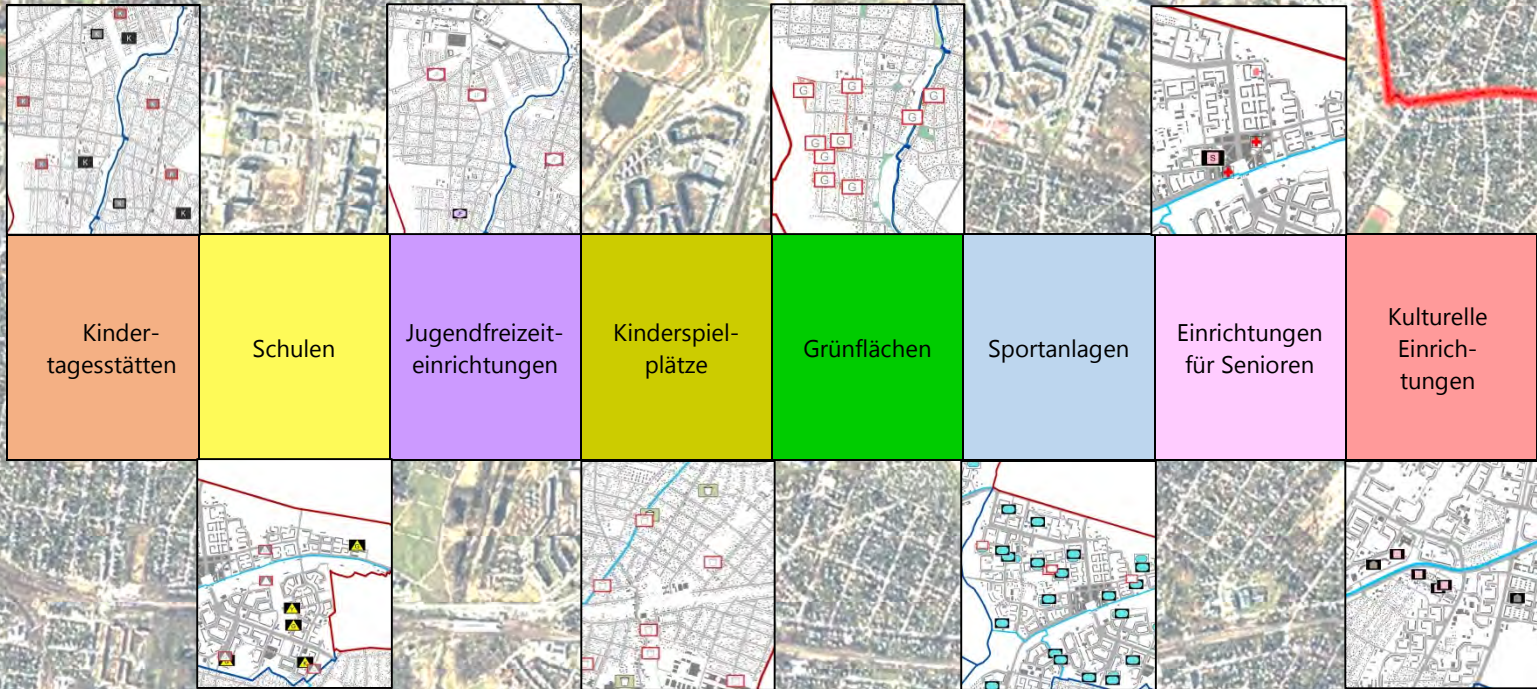 K
K
K
K
K
K
K
K
K
K
G
G
G
G
G
G
G
G
G
S
Kinder-
tagesstätten
Schulen
Jugendfreizeit-
einrichtungen
Kinderspiel-
plätze
Grünflächen
Sportanlagen
Einrichtungen
für Senioren
Kulturelle
Einrich-
tungen